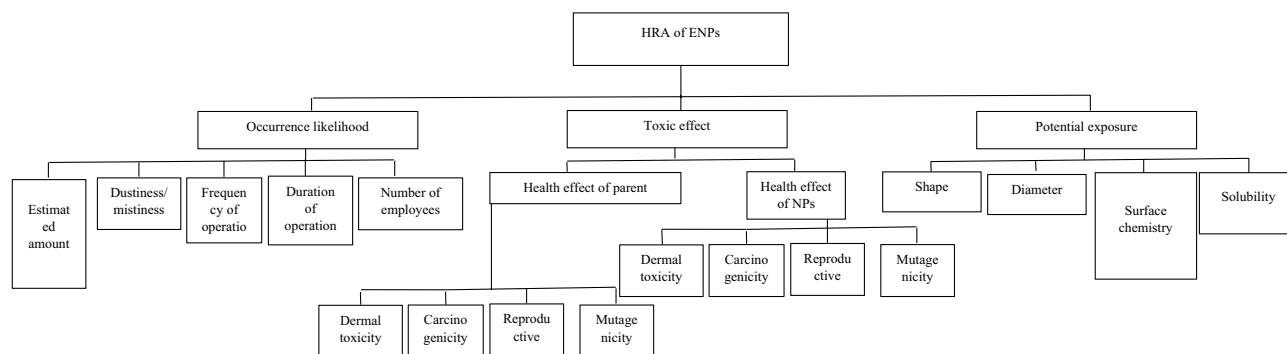 HRA of ENPs
Occurrence likelihood
Toxic effect
Potential exposure
Estimat
ed
amount
Dustiness/
mistiness
Frequen
cy of
operatio
Duration
of
operation
Number of
employees
Health effect of parent
Health effect
of NPs
Shape
Diameter
Surface
chemistry
Solubility
Dermal
toxicity
Carcino
genicity
Reprodu
ctive
Mutage
nicity
Dermal
toxicity
Carcino
genicity
Reprodu
ctive
Mutage
nicity